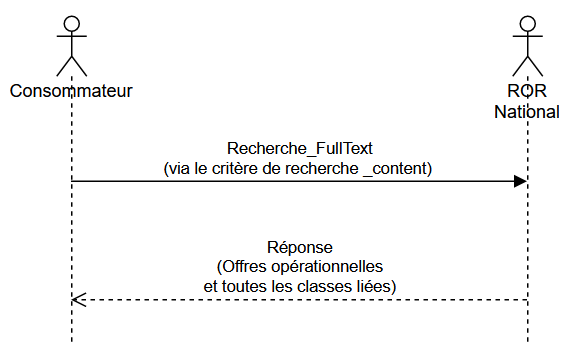 Consommateur
ROR
National
Recherche_FullText
(via le critère de recherche _content)
Réponse
(Offres opérationnelles
et toutes les classes liées)